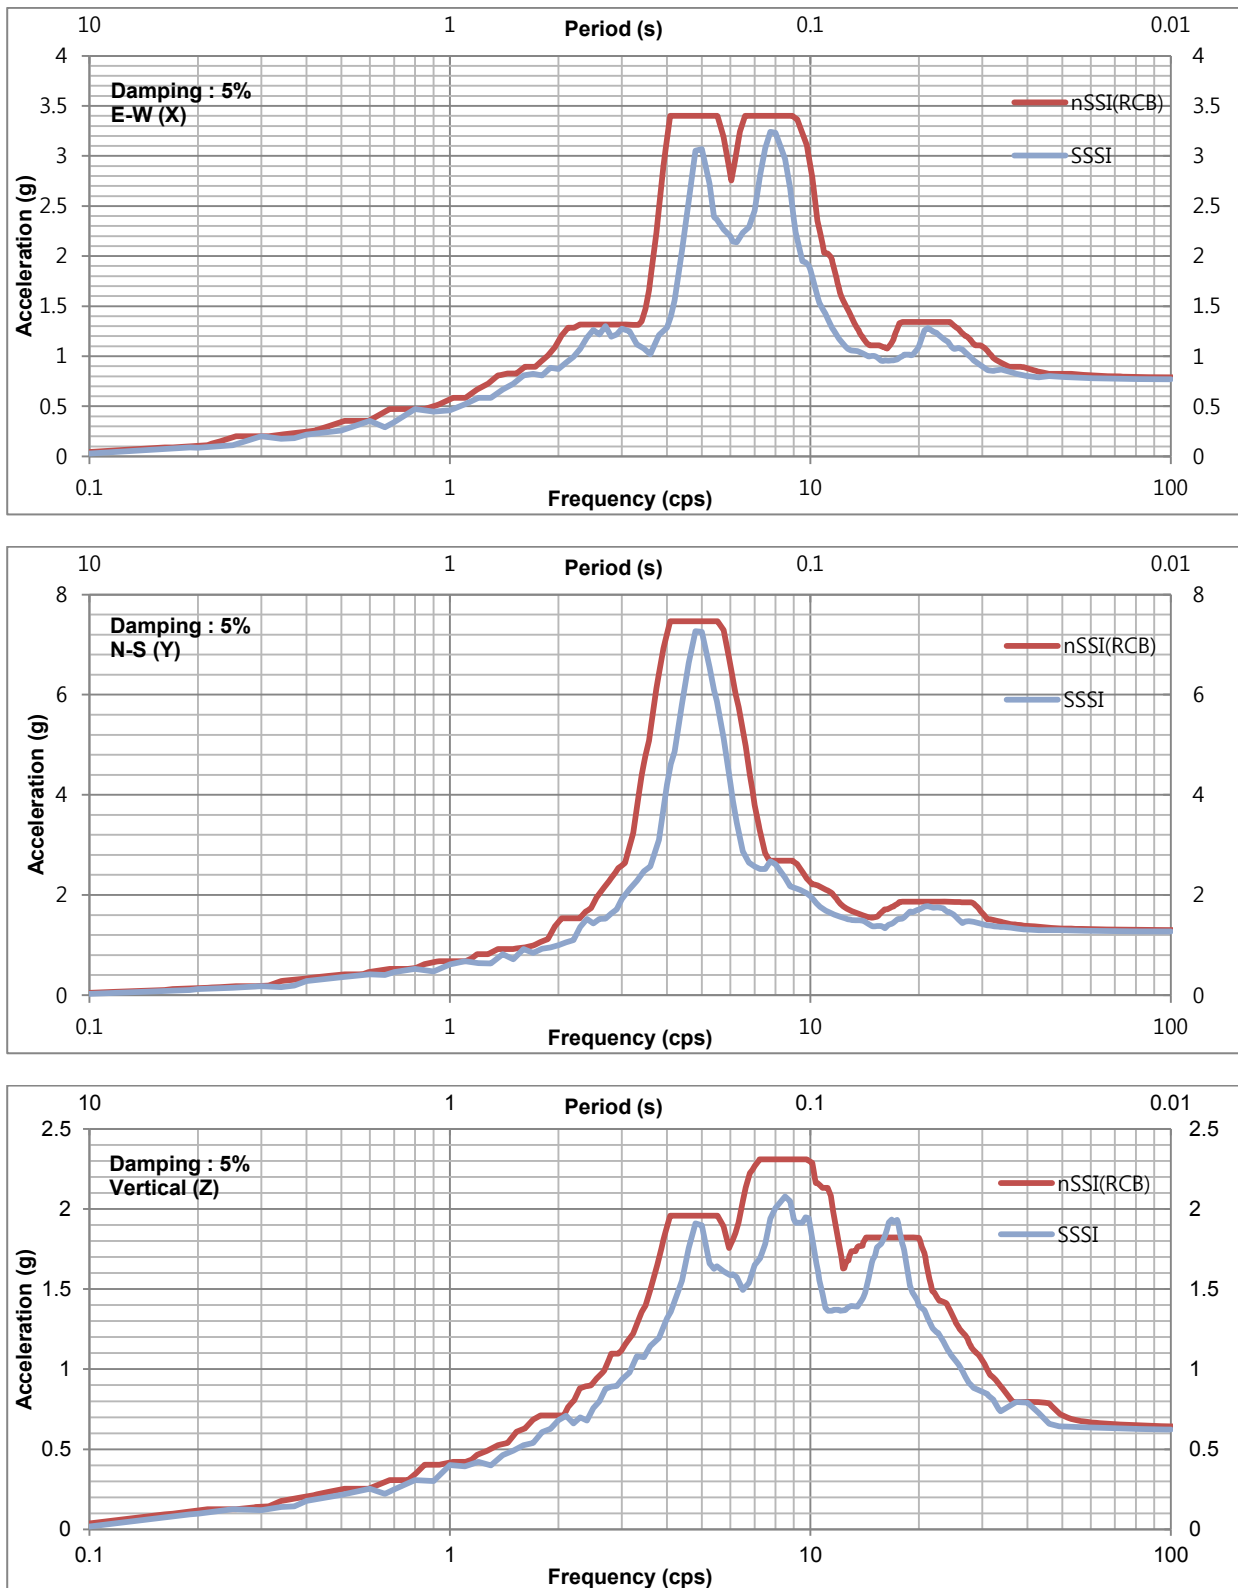 10 1 Period (s) 0.1 0.01
4 4
Damping : 5%
E-W (X)
nSSI(RCB)
3.5 3.5
SSSI
3 3
2.5 2.5
2 2
1.5 1.5
1 1
0.5 0.5
0 0
Acceleration (g)
0.1 1 10 100
Frequency (cps)
10 1 Period (s) 0.1 0.01
8 8
Damping : 5%
N-S (Y)
nSSI(RCB)
SSSI
6 6
4 4
2 2
0 0
Acceleration (g)
0.1 1 10 100
Frequency (cps)
10 1 Period (s) 0.1 0.01
2.5 2.5
Damping : 5%
Vertical (Z)
nSSI(RCB)
2 2
SSSI
1.5 1.5
1 1
0.5 0.5
0 0
Acceleration (g)
0.1 1 10 100
Frequency (cps)